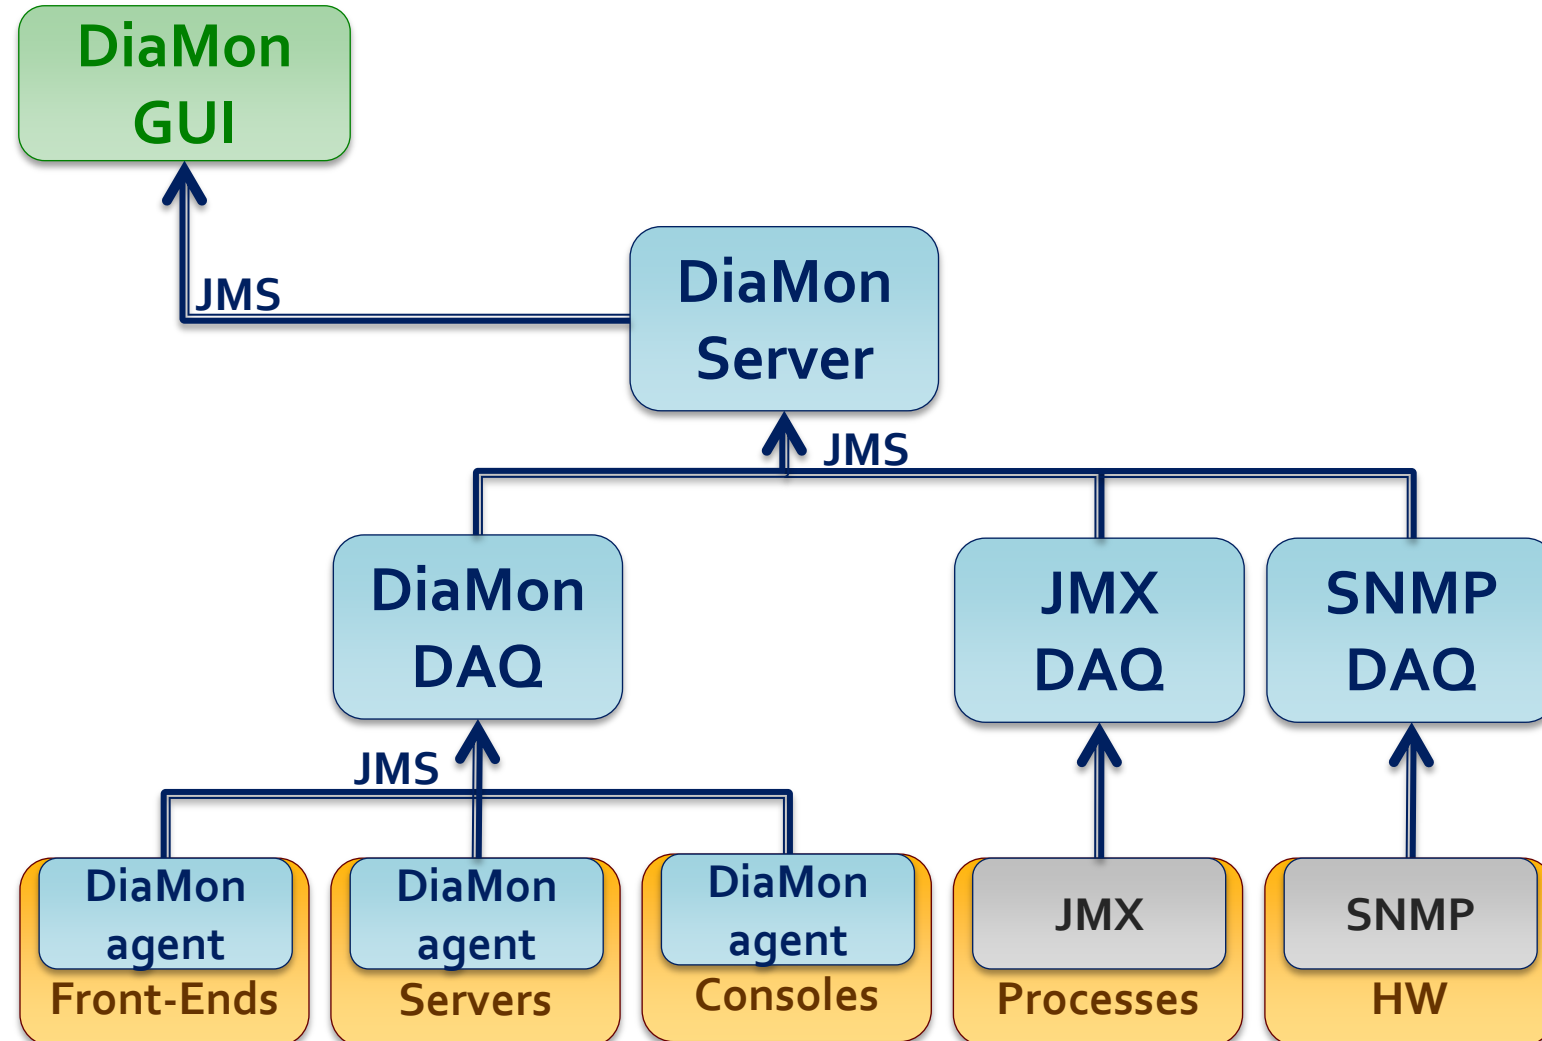 DiaMon
GUI
JMS
DiaMon
Server
JMS
DiaMon
DAQ
JMX
DAQ
SNMP
DAQ
JMS
DiaMon
agent
Front-Ends
DiaMon
agent
Servers
DiaMon
agent
Consoles
JMX
Processes
SNMP
HW